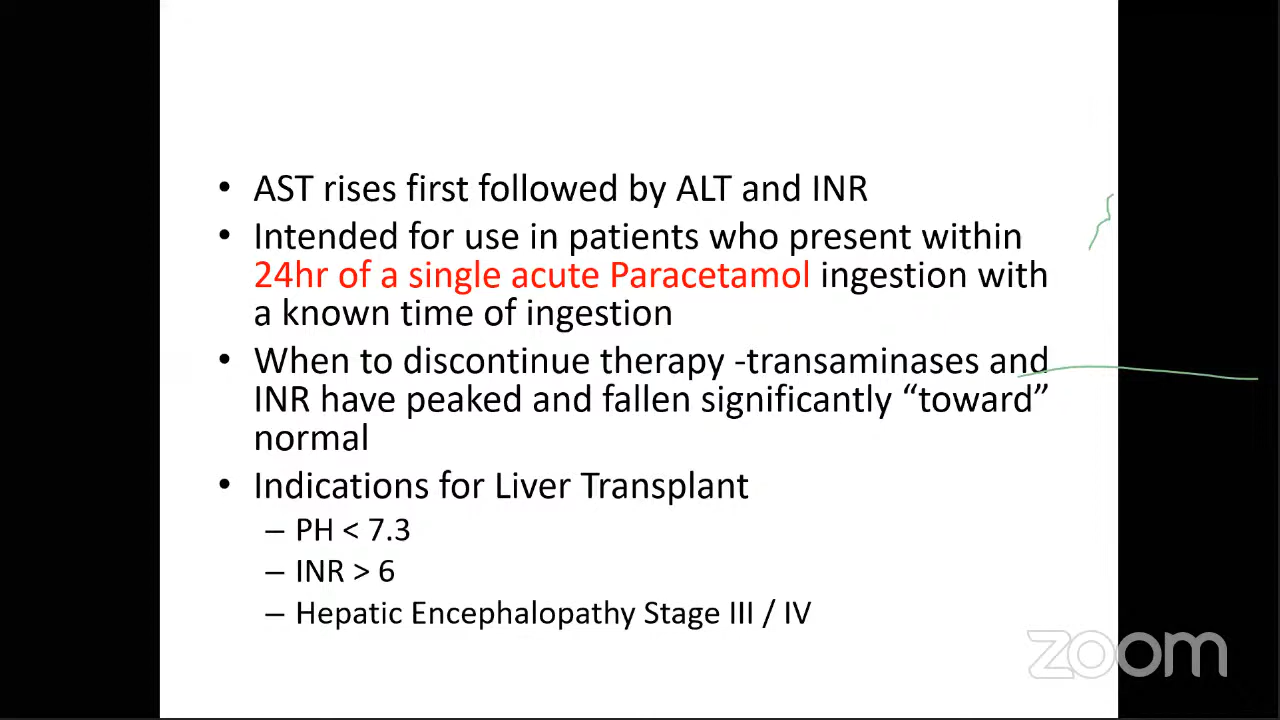 • AST rises first followed by ALT and INR
• Intended for use in patients who present within
24hr of a single acute Paracetamol ingestion with
a known time of ingestion
• When to discontinue therapy -transaminases and
INR have peaked and fallen significantly “toward”
normal
• Indications for Liver Transplant
– PH < 7.3
– INR > 6
– Hepatic Encephalopathy Stage III / IV
zoom